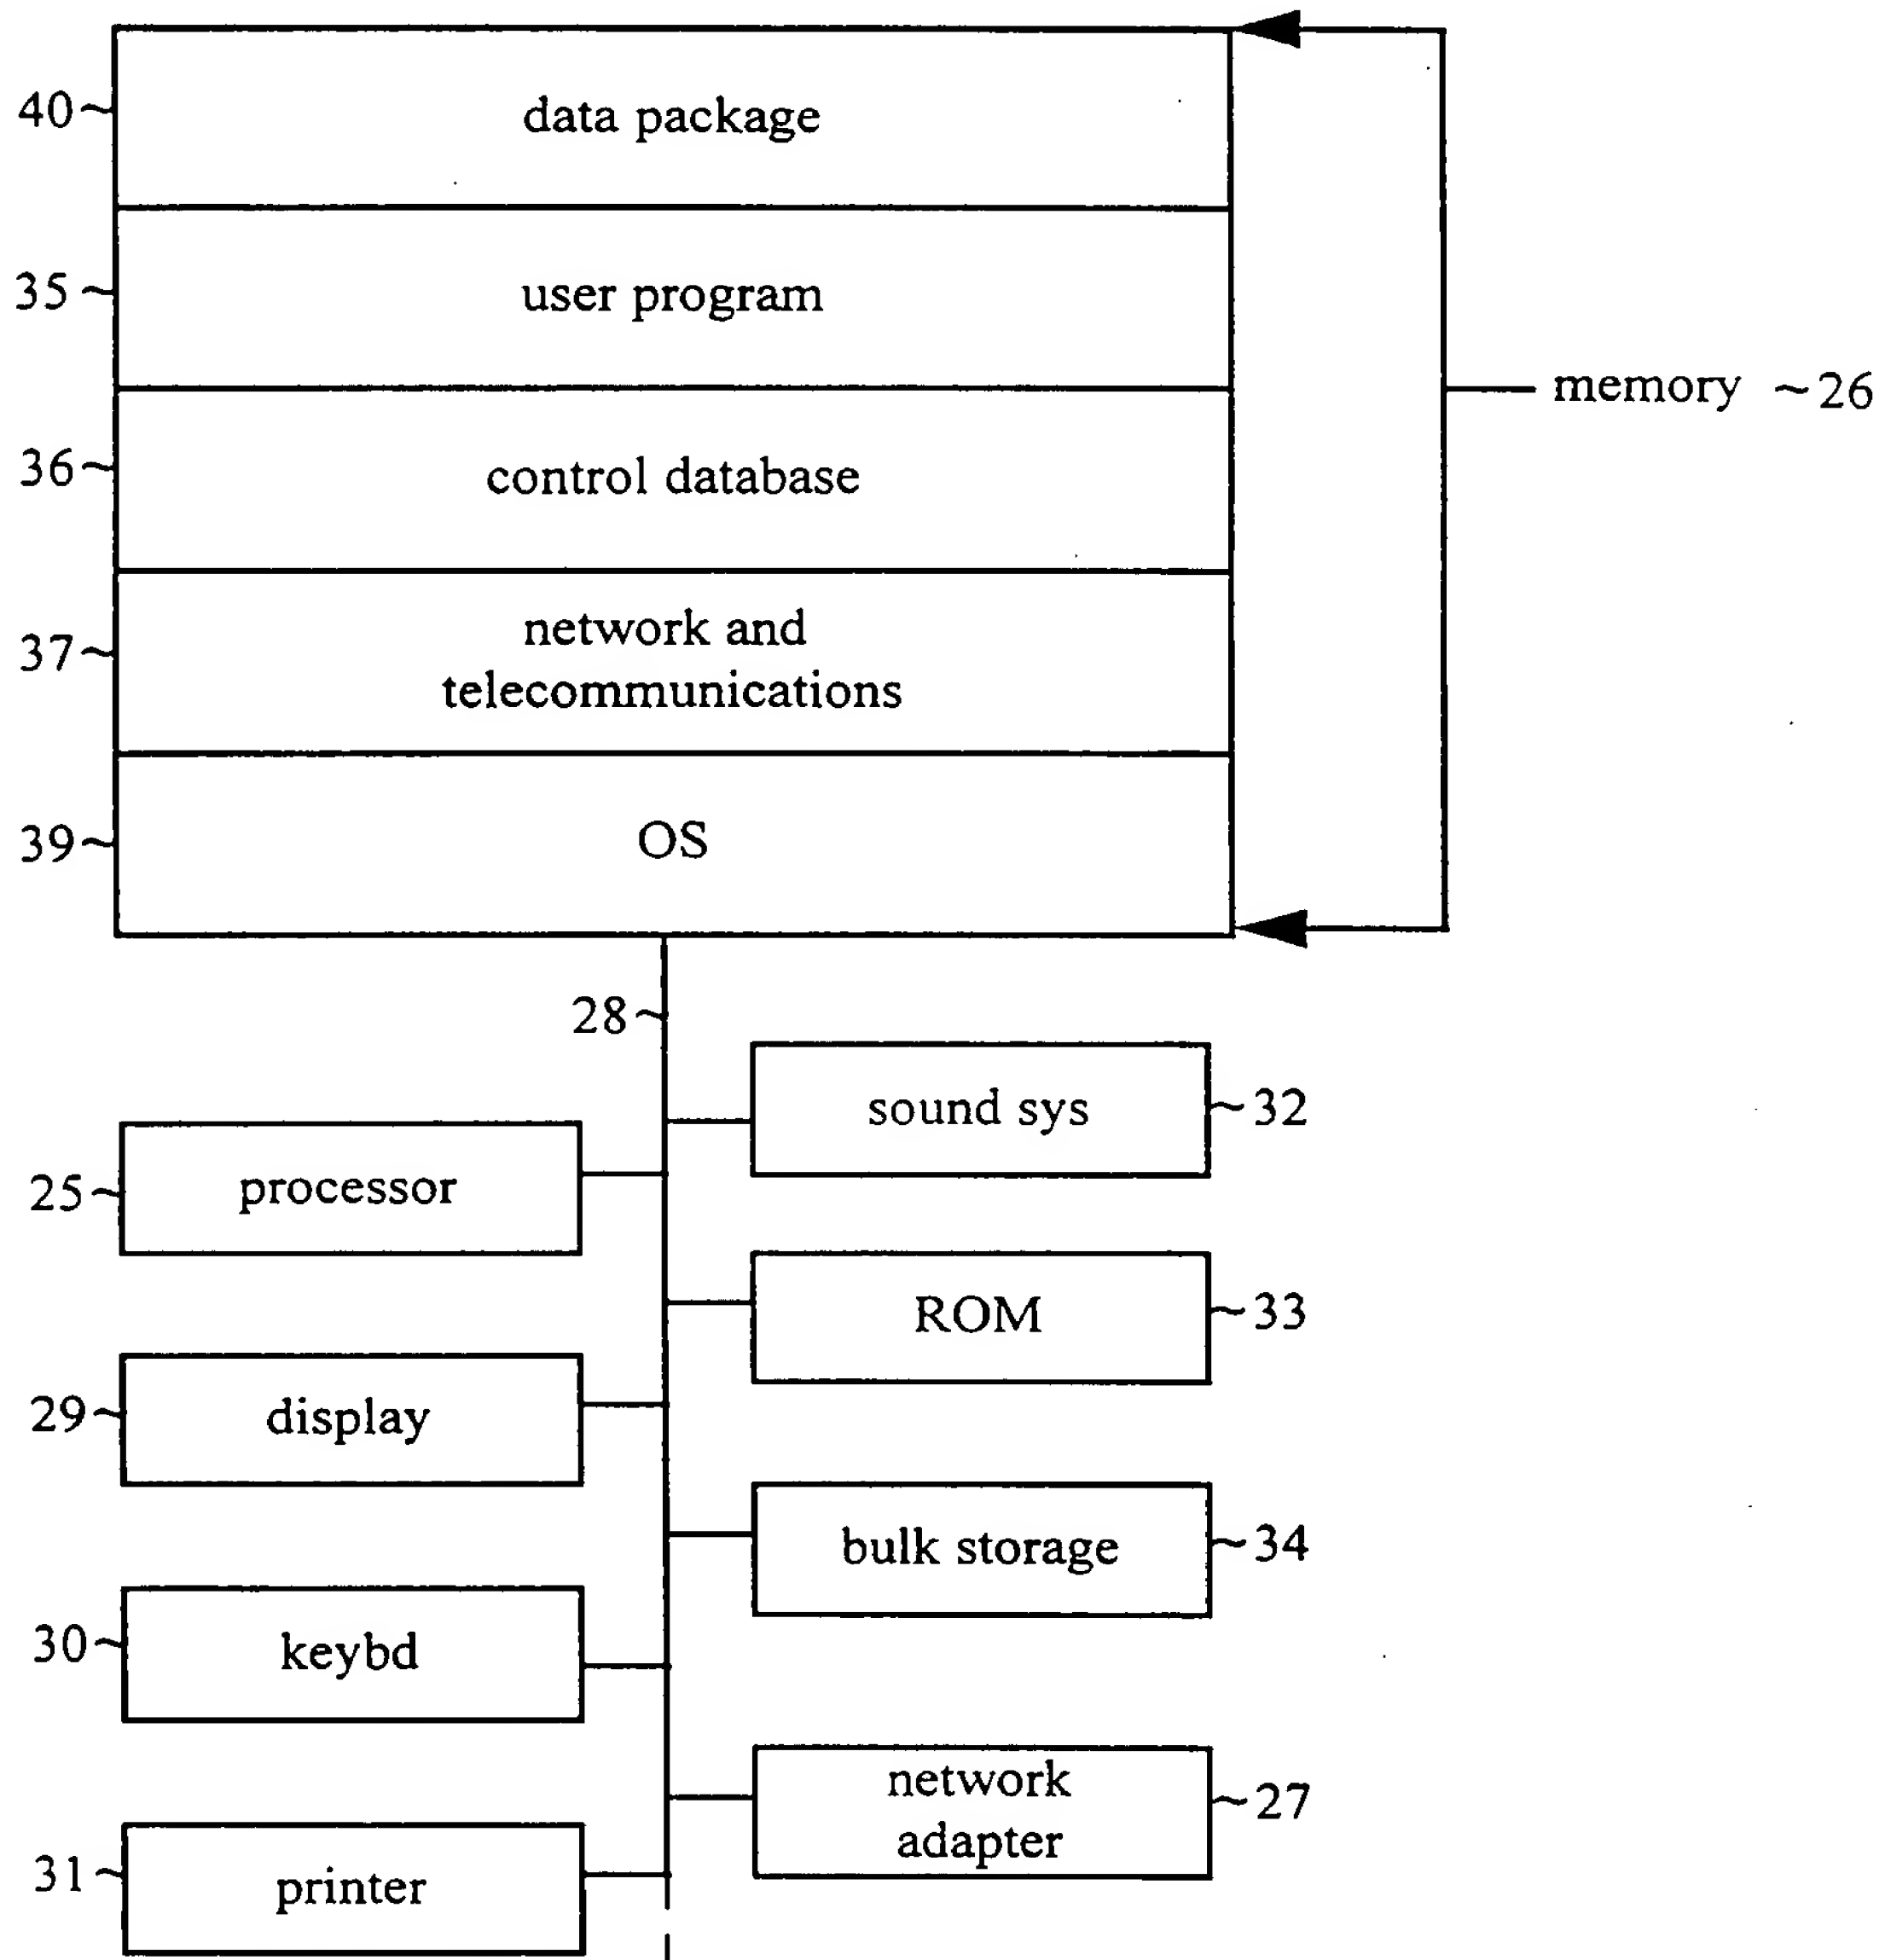 40~ data package
35~ user program
memory ~26
36~ control database
37~ network and
telecommunications
39~ OS
28~
sound sys ~32
25~ processor
ROM ~33
29~ display
bulk storage ~34
30~ keybd
network
adapter ~27
31~ printer